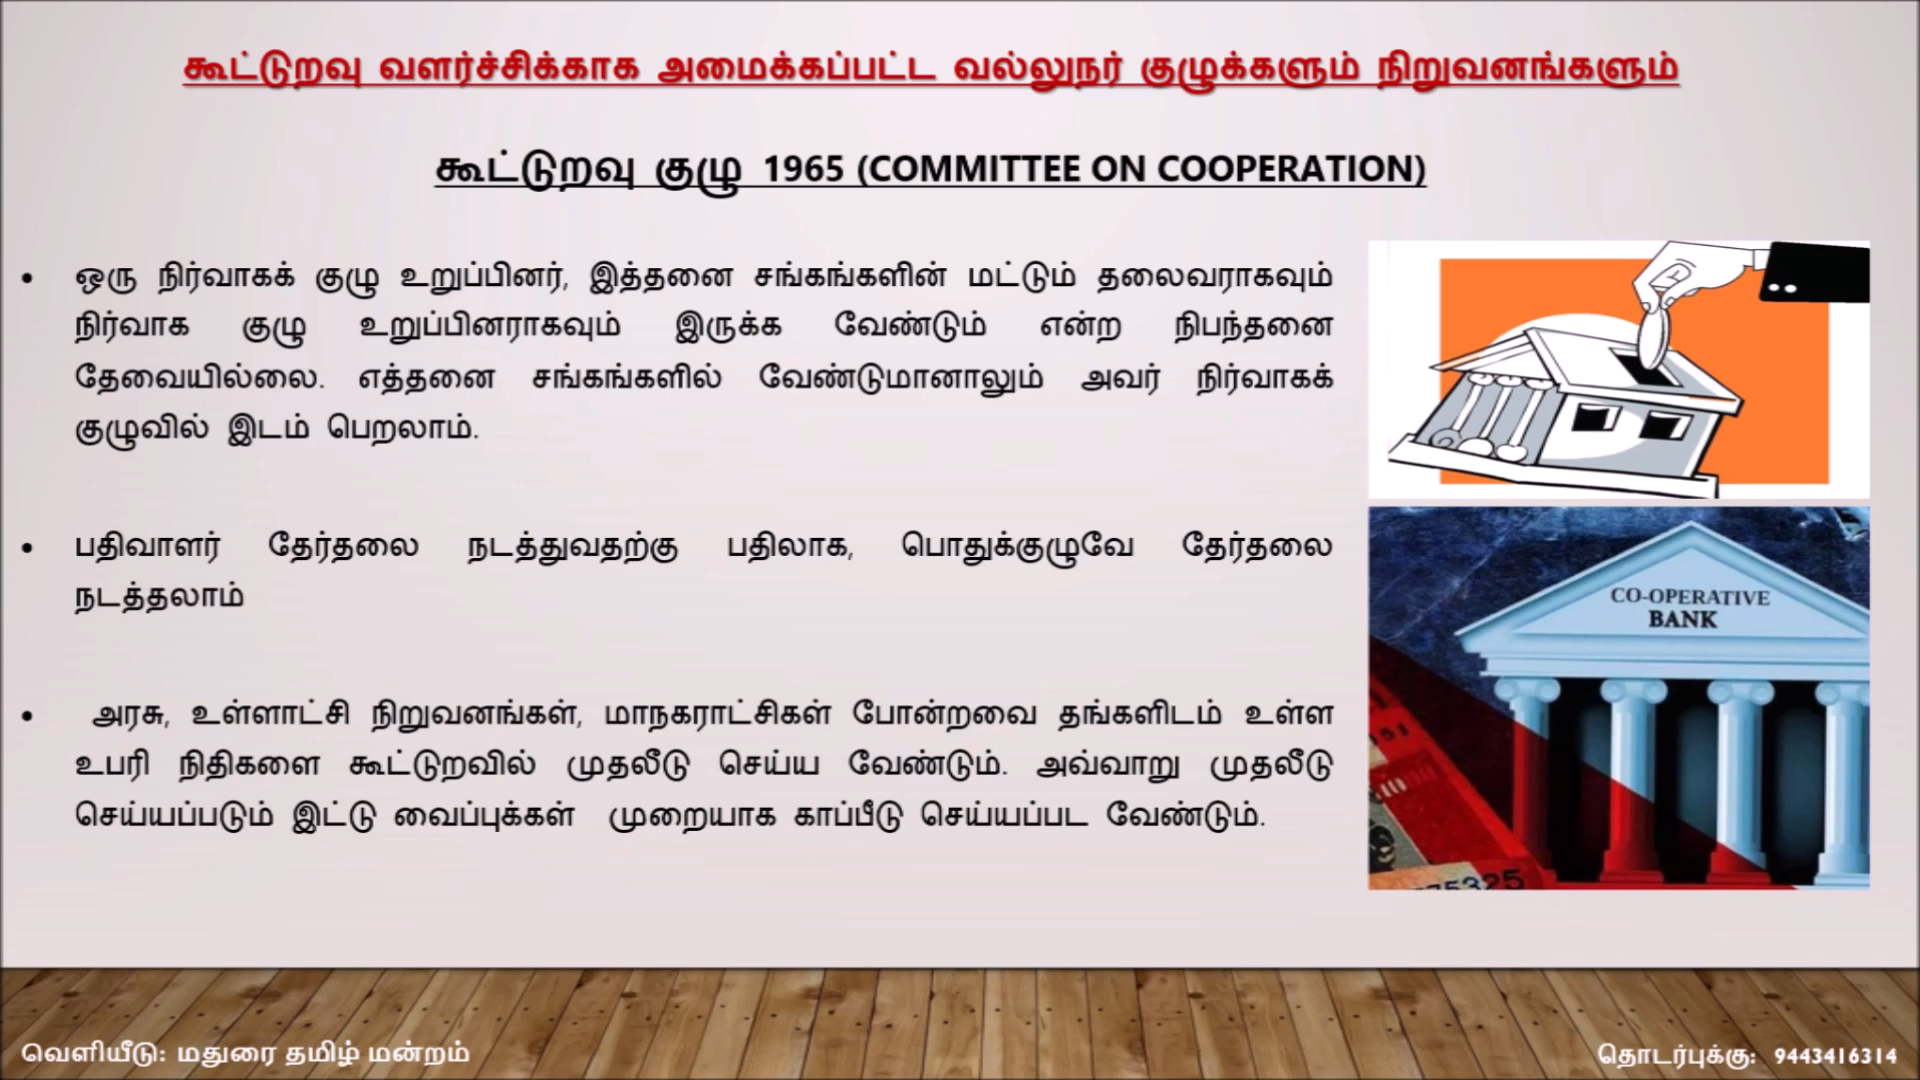 கூட்டுறவு வளர்ச்சிக்காக அமைக்கப்பட்ட வல்லுநர் குழுக்களும் நிறுவனங்களும்
கூட்டுறவு குழு 1965 (COMMITTEE ON COOPERATION)
• ஒரு நிர்வாகக் குழு உறுப்பினர், இத்தனை சங்கங்களின் மட்டும் தலைவராகவும்
நிர்வாக குழு உறுப்பினராகவும் இருக்க வேண்டும் என்ற நிபந்தனை
தேவையில்லை. எத்தனை சங்கங்களில் வேண்டுமானாலும் அவர் நிர்வாகக்
குழுவில் இடம் பெறலாம்.
• பதிவாளர் தேர்தலை நடத்துவதற்கு பதிலாக, பொதுக்குழுவே தேர்தலை
நடத்தலாம்
• அரசு, உள்ளாட்சி நிறுவனங்கள், மாநகராட்சிகள் போன்றவை தங்களிடம் உள்ள
உபரி நிதிகளை கூட்டுறவில் முதலீடு செய்ய வேண்டும். அவ்வாறு முதலீடு
செய்யப்படும் இட்டு வைப்புக்கள் முறையாக காப்பீடு செய்யப்பட வேண்டும்.
CO-OPERATIVE
BANK
வெளியீடு: மதுரை தமிழ் மன்றம்
தொடர்புக்கு: 9443416314